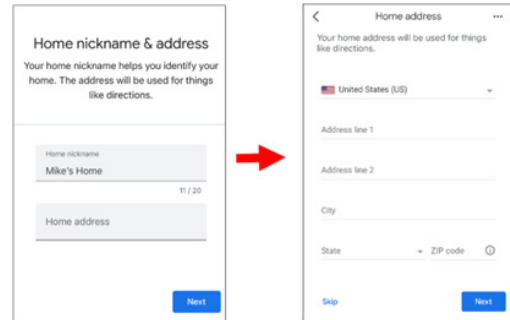 Home nickname & address
Your home nickname helps you identify your
home. The address will be used for things
like directions.
Home nickname
Mike's Home
11 / 20
Home address
Next
Home address
Your home address will be used for things
like directions.
United States (US)
Address line 1
Address line 2
City
State
ZIP code
Skip
Next